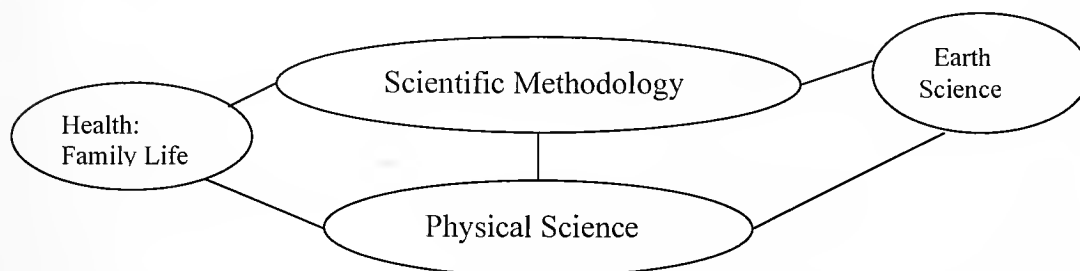 Scientific Methodology
Earth
Science
Health:
Family Life
Physical Science